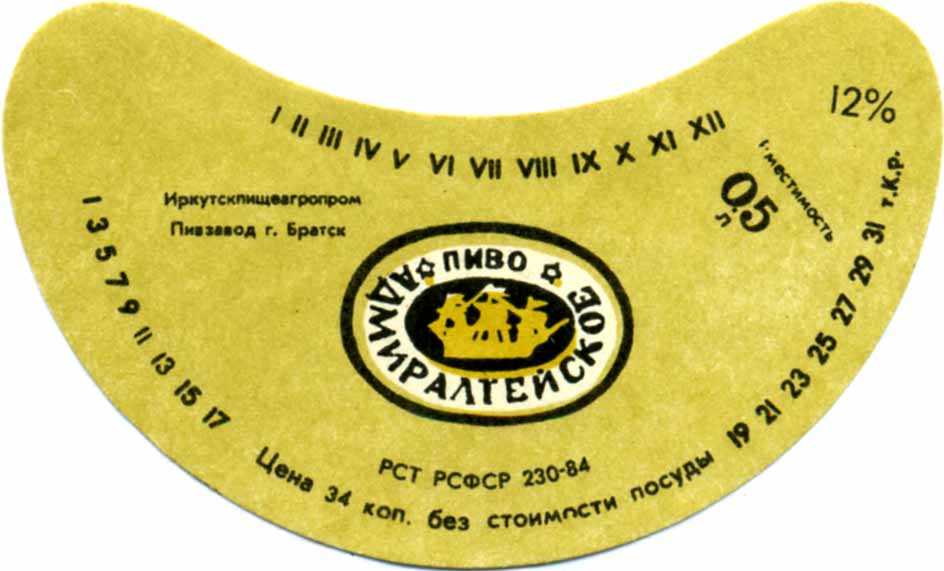 I II III IV V VI VII VIII IX X XI XII
12%
Вместимость
0,5
л
Иркутскпищеагропром
Пивзавод г. Братск
ПИВО
АДМИРАЛТЕЙСКОЕ
1 3 5 7 9 11 13 15 17
19 21 23 25 27 29 31 т.К.р.
РСТ РСФСР 230-84
Цена 34 коп. без стоимости посуды